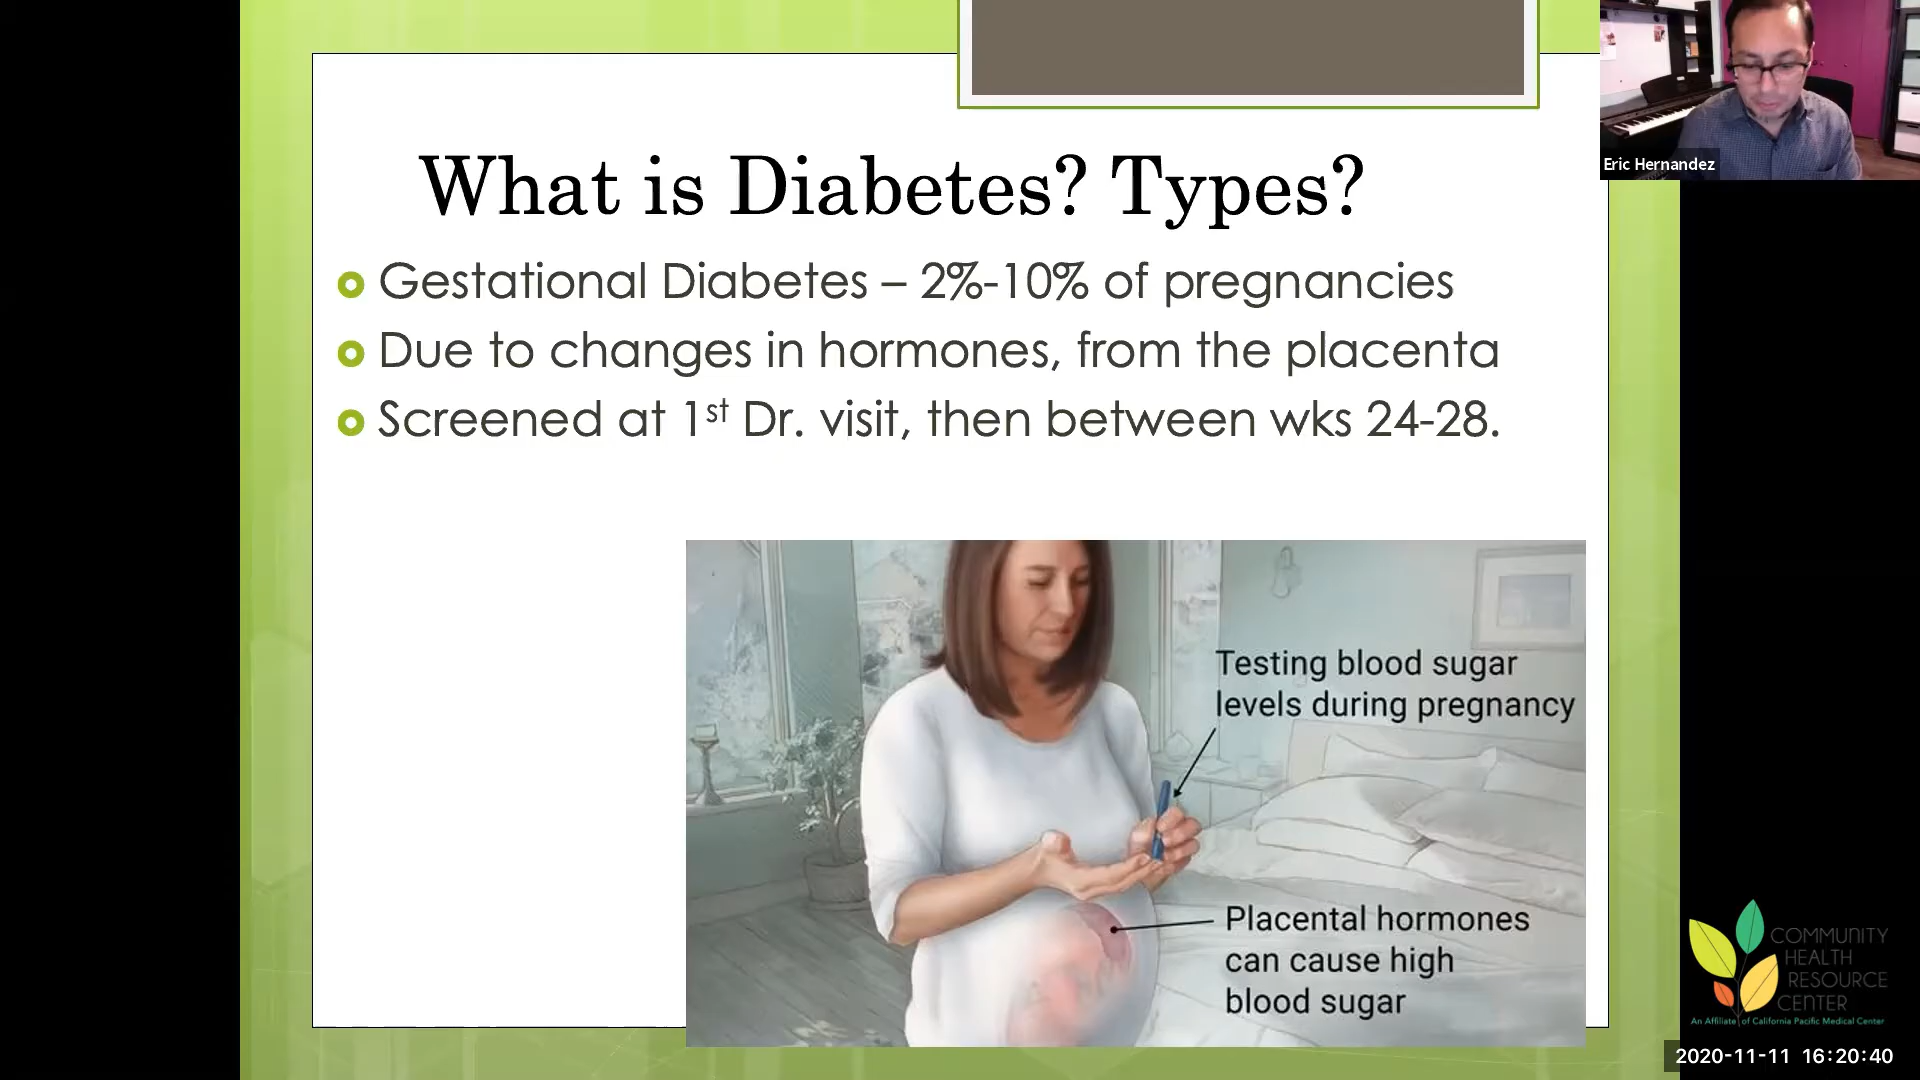 What is Diabetes? Types?
Gestational Diabetes – 2%-10% of pregnancies
Due to changes in hormones, from the placenta
Screened at 1st Dr. visit, then between wks 24-28.
Testing blood sugar
levels during pregnancy
Placental hormones
can cause high
blood sugar
Eric Hernandez
COMMUNITY
HEALTH
RESOURCE
CENTER
An Affiliate of California Pacific Medical Center
2020-11-11 16:20:40